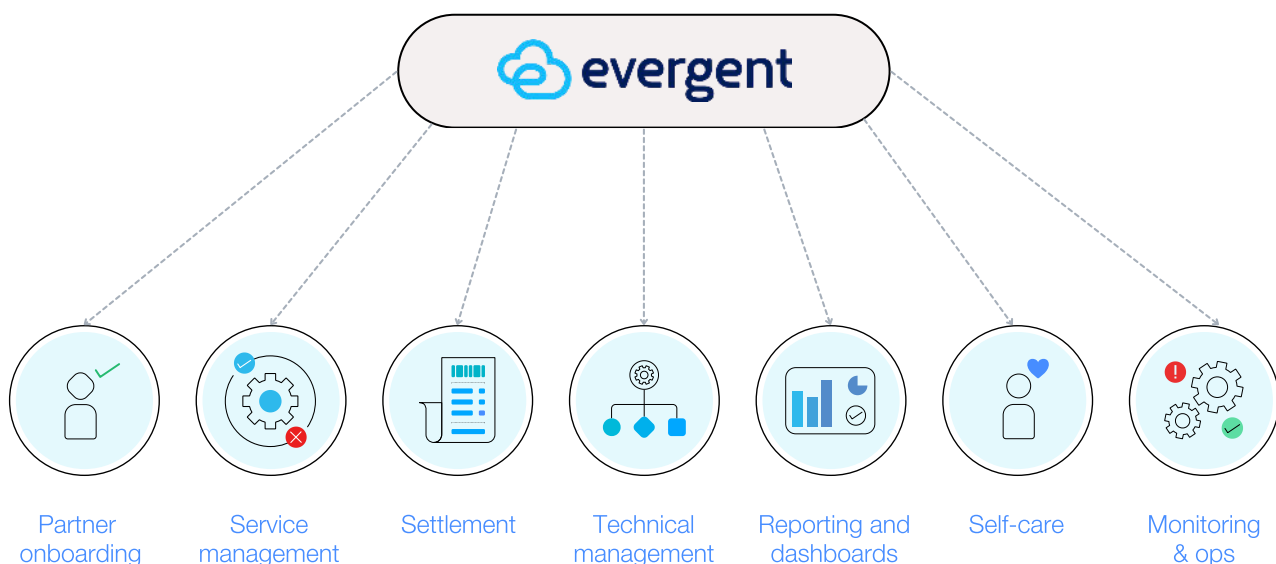 evergent
Partner
onboarding
Service
management
Settlement
Technical
management
Reporting and
dashboards
Self-care
Monitoring
& ops